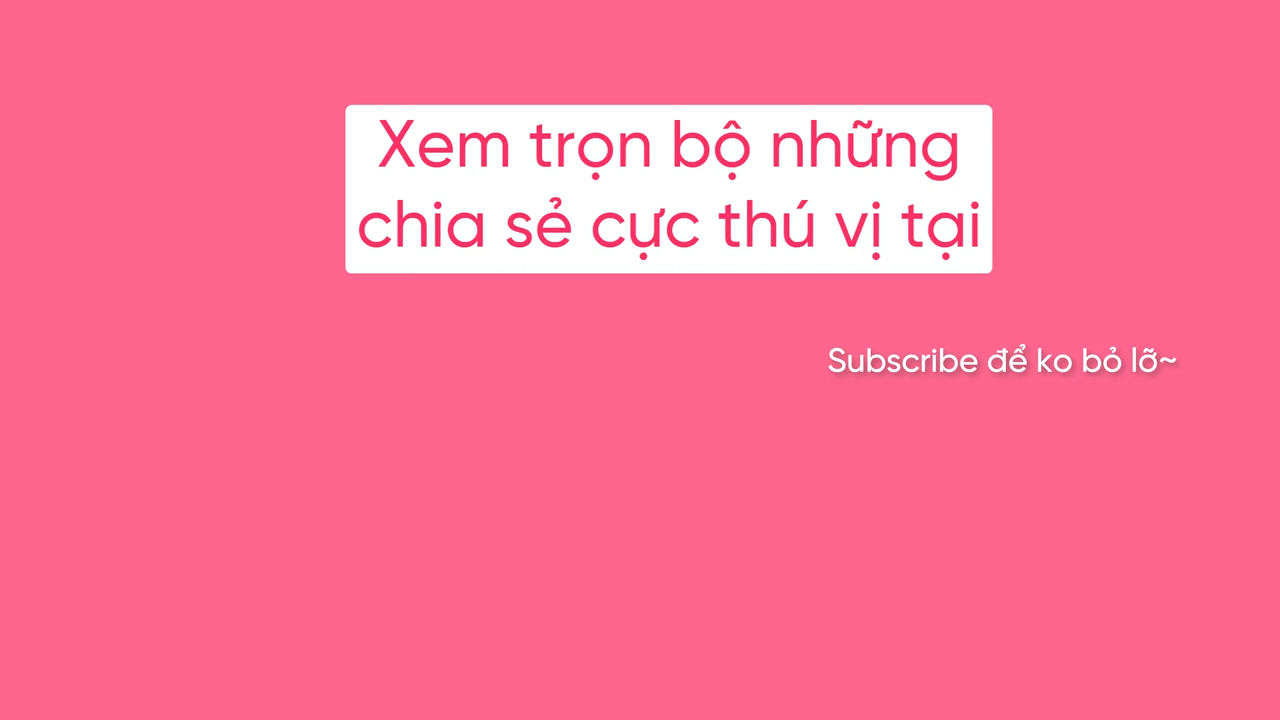 Xem trọn bộ những
chia sẻ cực thú vị tại
Subscribe để ko bỏ lỡ~